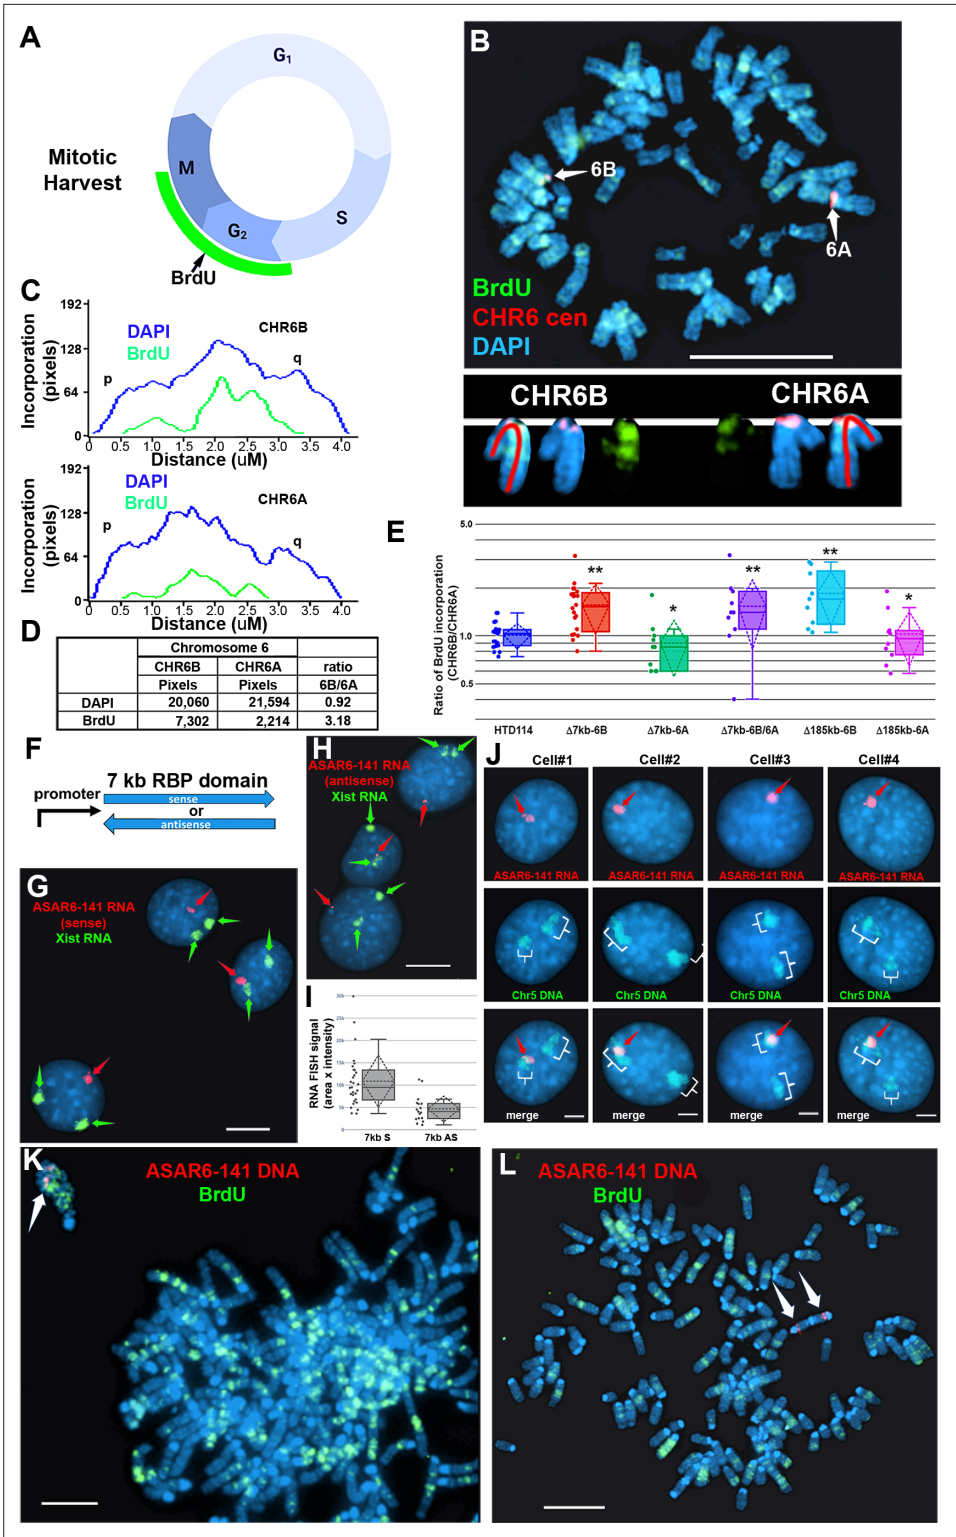 A
G1
M
S
G2
Mitotic
Harvest
BrdU
B
6B
6A
BrdU
CHR6 cen
DAPI
CHR6B
CHR6A
C
Incorporation
(pixels)
192
128
64
0
DAPI
BrdU
CHR6B
p
q
0 0.5 1.0 1.5 2.0 2.5 3.0 3.5 4.0
Distance (uM)
Incorporation
(pixels)
192
128
64
0
DAPI
BrdU
CHR6A
p
q
0 0.5 1.0 1.5 2.0 2.5 3.0 3.5 4.0
Distance (uM)
D
Chromosome 6
CHR6B CHR6A ratio
Pixels Pixels 6B/6A
DAPI 20,060 21,594 0.92
BrdU 7,302 2,214 3.18
E
Ratio of BrdU incorporation
(CHR6B/CHR6A)
5.0
1.0
0.5
** * ** ** *
HTD114 Δ7kb-6B Δ7kb-6A Δ7kb-6B/6A Δ185kb-6B Δ185kb-6A
F
7 kb RBP domain
promoter
sense
or
antisense
G
ASAR6-141 RNA
(sense)
Xist RNA
H
ASAR6-141 RNA
(antisense)
Xist RNA
I
RNA FISH signal
(area x intensity)
30k
25k
20k
15k
10k
5k
0
7kb S 7kb AS
J
Cell#1 Cell#2 Cell#3 Cell#4
ASAR6-141 RNA ASAR6-141 RNA ASAR6-141 RNA ASAR6-141 RNA
Chr5 DNA Chr5 DNA Chr5 DNA Chr5 DNA
merge merge merge merge
K
ASAR6-141 DNA
BrdU
L
ASAR6-141 DNA
BrdU